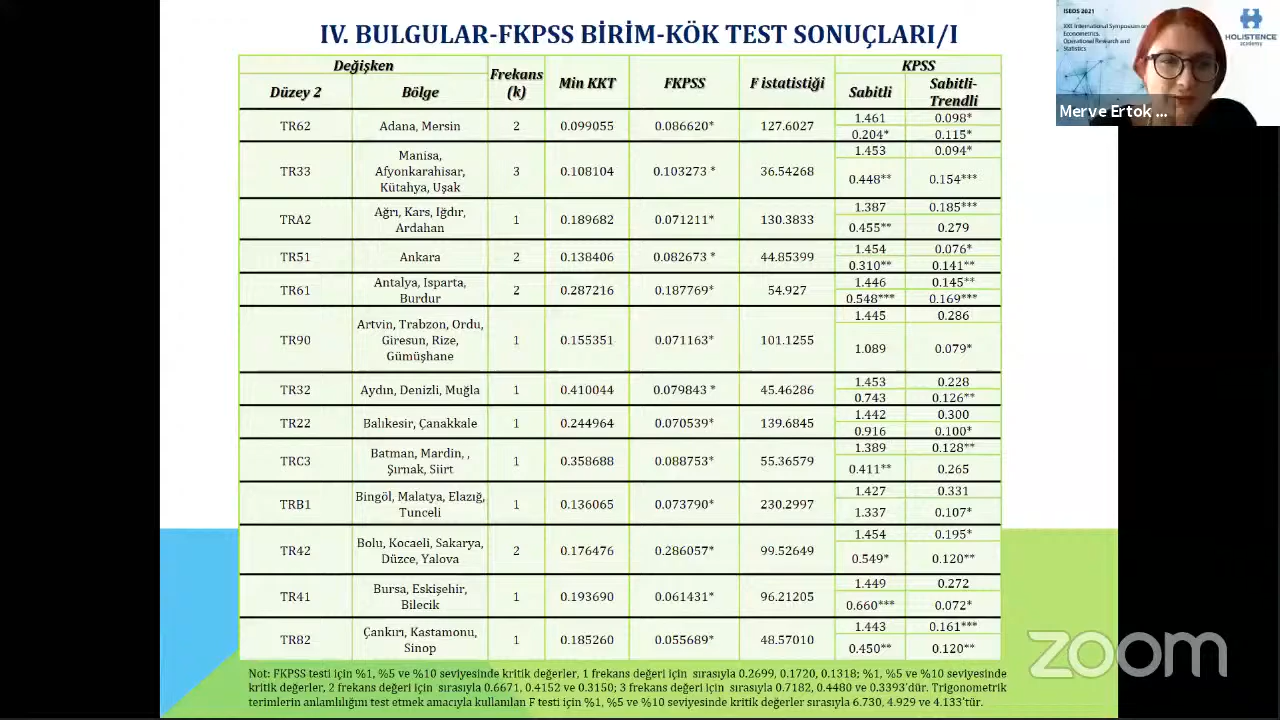 IV. BULGULAR-FKPSS BİRİM-KÖK TEST SONUÇLARI/I
ISEOS 2021
XXII International Symposium on
Econometrics,
Operational Research and
Statistics
HOLISTENCE
academy
Merve Ertok ...
Değişken Frekans (k) Min KKT FKPSS F istatistiği KPSS
Düzey 2 Bölge Sabitli Sabitli-Trendli
TR62 Adana, Mersin 2 0.099055 0.086620* 127.6027 1.461 0.098*
0.204* 0.115*
TR33 Manisa, Afyonkarahisar, Kütahya, Uşak 3 0.108104 0.103273 * 36.54268 1.453 0.094*
0.448** 0.154***
TRA2 Ağrı, Kars, Iğdır, Ardahan 1 0.189682 0.071211* 130.3833 1.387 0.185***
0.455** 0.279
TR51 Ankara 2 0.138406 0.082673 * 44.85399 1.454 0.076*
0.310** 0.141**
TR61 Antalya, Isparta, Burdur 2 0.287216 0.187769* 54.927 1.446 0.145**
0.548*** 0.169***
TR90 Artvin, Trabzon, Ordu, Giresun, Rize, Gümüşhane 1 0.155351 0.071163* 101.1255 1.445 0.286
1.089 0.079*
TR32 Aydın, Denizli, Muğla 1 0.410044 0.079843 * 45.46286 1.453 0.228
0.743 0.126**
TR22 Balıkesir, Çanakkale 1 0.244964 0.070539* 139.6845 1.442 0.300
0.916 0.100*
TRC3 Batman, Mardin, , Şırnak, Siirt 1 0.358688 0.088753* 55.36579 1.389 0.128**
0.411** 0.265
TRB1 Bingöl, Malatya, Elazığ, Tunceli 1 0.136065 0.073790* 230.2997 1.427 0.331
1.337 0.107*
TR42 Bolu, Kocaeli, Sakarya, Düzce, Yalova 2 0.176476 0.286057* 99.52649 1.454 0.195*
0.549* 0.120**
TR41 Bursa, Eskişehir, Bilecik 1 0.193690 0.061431* 96.21205 1.449 0.272
0.660*** 0.072*
TR82 Çankırı, Kastamonu, Sinop 1 0.185260 0.055689* 48.57010 1.443 0.161***
0.450** 0.120**
Not: FKPSS testi için %1, %5 ve %10 seviyesinde kritik değerler, 1 frekans değeri için sırasıyla 0.2699, 0.1720, 0.1318; %1, %5 ve %10 seviyesinde
kritik değerler, 2 frekans değeri için sırasıyla 0.6671, 0.4152 ve 0.3150; 3 frekans değeri için sırasıyla 0.7182, 0.4480 ve 0.3393'dür. Trigonometrik
terimlerin anlamlılığını test etmek amacıyla kullanılan F testi için %1, %5 ve %10 seviyesinde kritik değerler sırasıyla 6.730, 4.929 ve 4.133'tür.
zoom